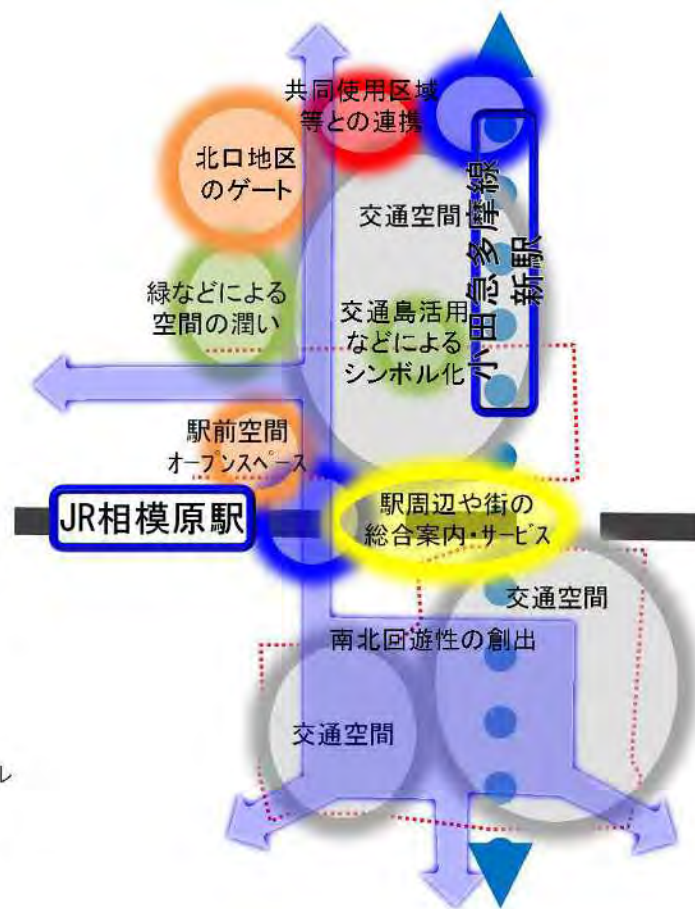 共同使用区域
等との連携
北口地区
のゲート
交通空間
小田急多摩線
新駅
緑などによる
空間の潤い
交通島活用
などによる
シンボル化
駅前空間
オープンスペース
JR相模原駅
駅周辺や街の
総合案内・サービス
交通空間
南北回遊性の創出
交通空間
ル